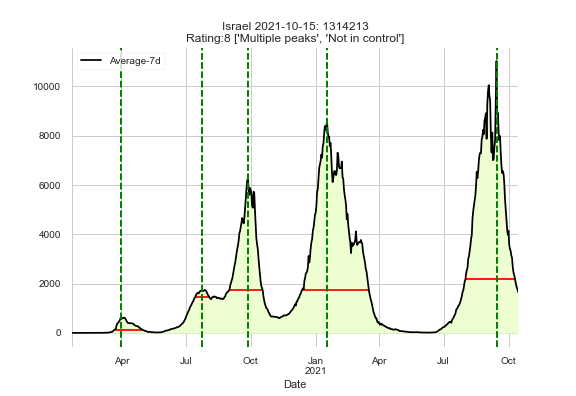 Israel 2021-10-15: 1314213
Rating:8 ['Multiple peaks', 'Not in control']
Average-7d
10000
8000
6000
4000
2000
0
Apr
Jul
Oct
Jan
2021
Apr
Jul
Oct
Date